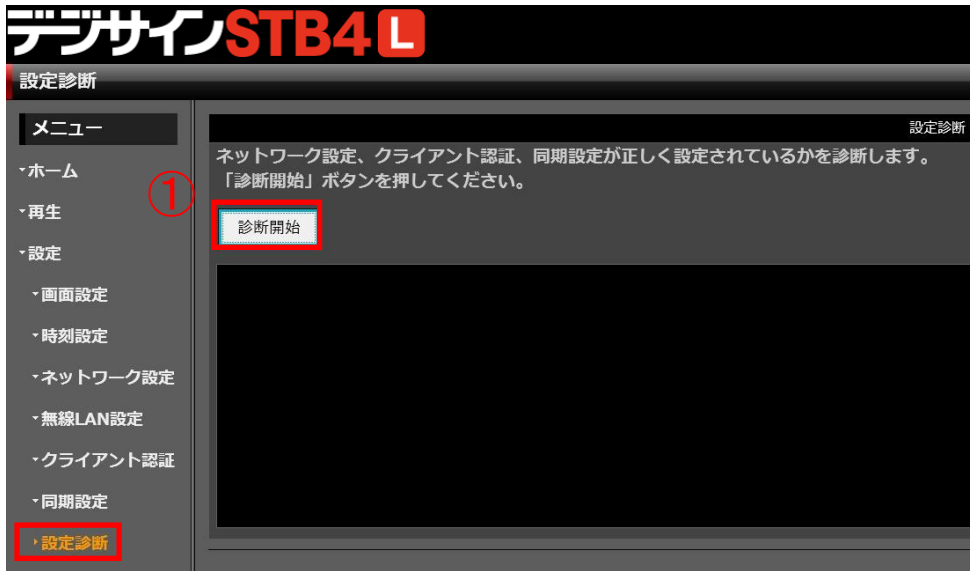 デジサインSTB4 L
設定診断
メニュー
ホーム
再生
設定
画面設定
時刻設定
ネットワーク設定
無線LAN設定
クライアント認証
同期設定
設定診断
①
設定診断
ネットワーク設定、クライアント認証、同期設定が正しく設定されているかを診断します。
「診断開始」ボタンを押してください。
診断開始